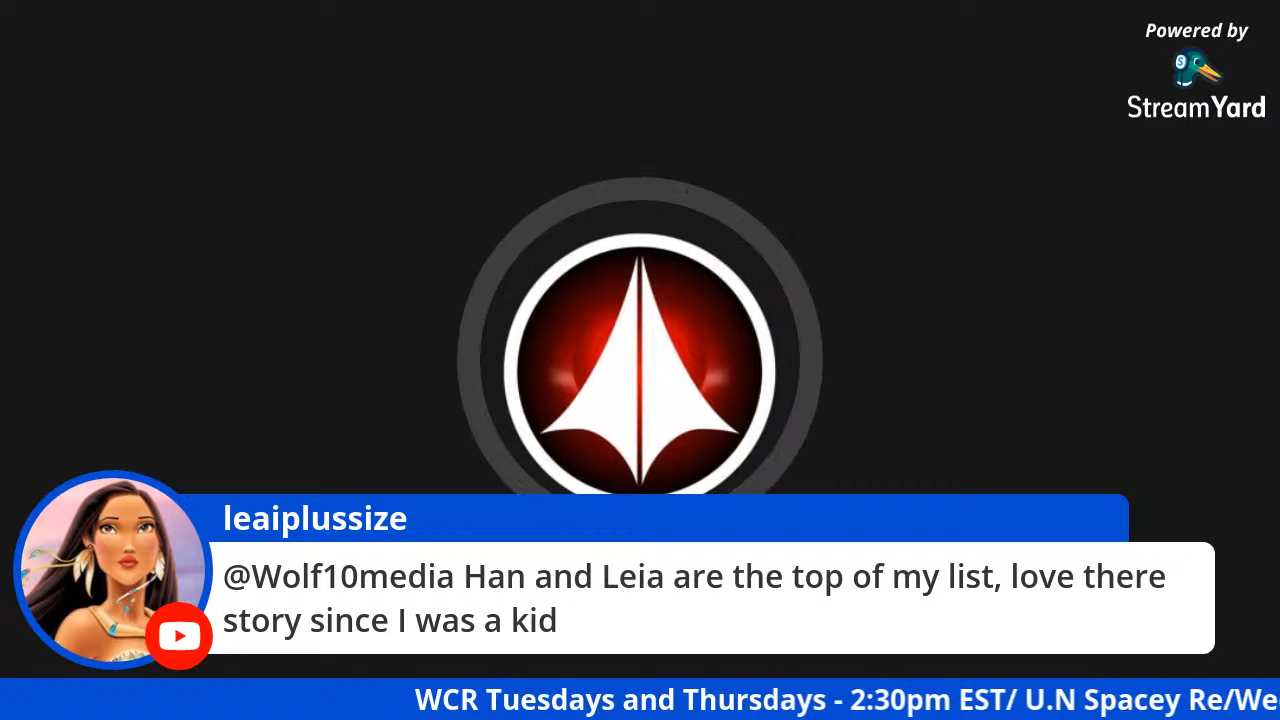 Powered by
StreamYard
leaiplussize
@Wolf10media Han and Leia are the top of my list, love there
story since I was a kid
WCR Tuesdays and Thursdays - 2:30pm EST/ U.N Spacey Re/We